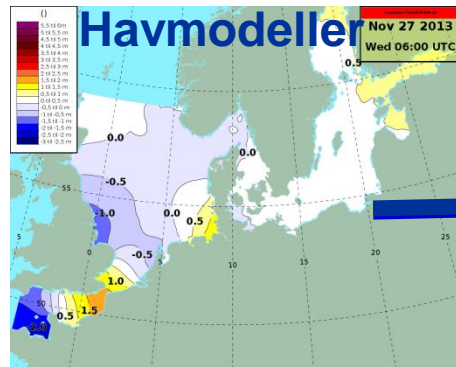 ()
5,5 til 6m
5 til 5,5 m
4,5 til 5 m
4 til 4,5 m
3,5 til 4 m
3 til 3,5 m
2,5 til 3 m
2 til 2,5 m
1,5 til 2 m
1 til 1,5 m
0,5 til 1 m
0 til 0,5 m
-0,5 til 0 m
-1 til -0,5 m
-1,5 til -1 m
-2 til -1,5 m
-2,5 til -2 m
-3 til -2,5 m
Havmodeller
Nov 27 2013
Wed 06:00 UTC
0.5
0.0
0.0
-0.5
55
55
-1.0
0.0
0.5
5
0
-0.5
5
10
15
20
25
1.0
50
0.5
1.5